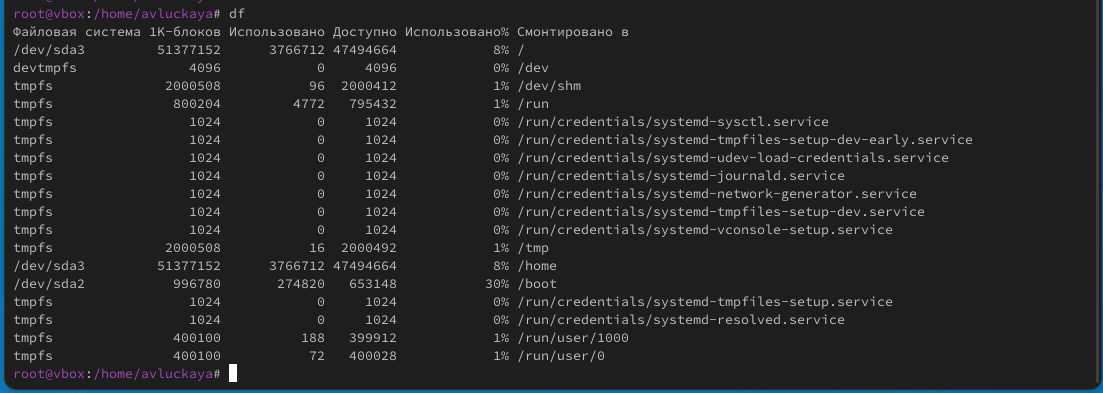 root@vbox:/home/avluckaya# df
Файловая система 1K-блоков Использовано Доступно Использовано% Смонтировано в
/dev/sda3         51377152      3766712 47494664            8% /
devtmpfs              4096            0     4096            0% /dev
tmpfs              2000508           96  2000412            1% /dev/shm
tmpfs               800204         4772   795432            1% /run
tmpfs                 1024            0     1024            0% /run/credentials/systemd-sysctl.service
tmpfs                 1024            0     1024            0% /run/credentials/systemd-tmpfiles-setup-dev-early.service
tmpfs                 1024            0     1024            0% /run/credentials/systemd-udev-load-credentials.service
tmpfs                 1024            0     1024            0% /run/credentials/systemd-journald.service
tmpfs                 1024            0     1024            0% /run/credentials/systemd-network-generator.service
tmpfs                 1024            0     1024            0% /run/credentials/systemd-tmpfiles-setup-dev.service
tmpfs                 1024            0     1024            0% /run/credentials/systemd-vconsole-setup.service
tmpfs              2000508           16  2000492            1% /tmp
/dev/sda3         51377152      3766712 47494664            8% /home
/dev/sda2           996780       274820   653148           30% /boot
tmpfs                 1024            0     1024            0% /run/credentials/systemd-tmpfiles-setup.service
tmpfs                 1024            0     1024            0% /run/credentials/systemd-resolved.service
tmpfs               400100          188   399912            1% /run/user/1000
tmpfs               400100           72   400028            1% /run/user/0
root@vbox:/home/avluckaya#